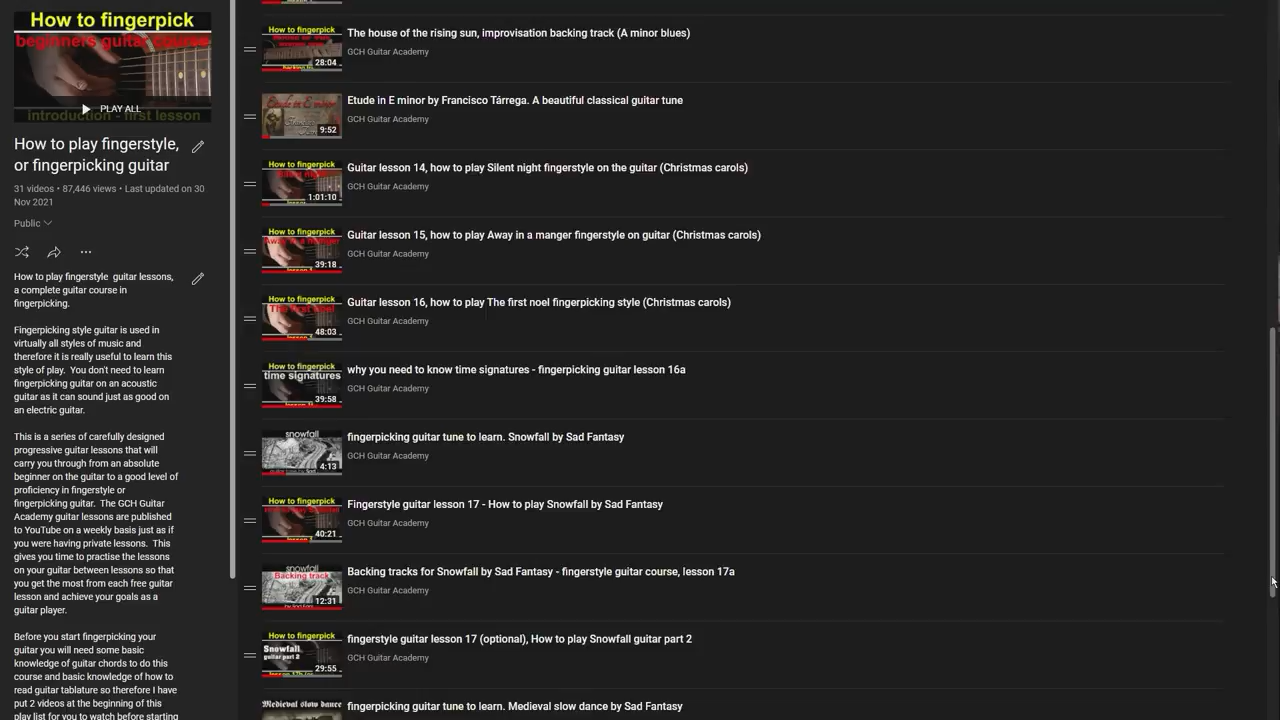 How to fingerpick
beginners guitar course
PLAY ALL
introduction - first lesson
How to play fingerstyle,
or fingerpicking guitar
31 videos • 87,446 views • Last updated on 30
Nov 2021
Public
How to play fingerstyle  guitar lessons,
a complete guitar course in
fingerpicking.
Fingerpicking style guitar is used in
virtually all styles of music and
therefore it is really useful to learn this
style of play.  You don't need to learn
fingerpicking guitar on an acoustic
guitar as it can sound just as good on
an electric guitar.
This is a series of carefully designed
progressive guitar lessons that will
carry you through from an absolute
beginner on the guitar to a good level of
proficiency in fingerstyle or
fingerpicking guitar.  The GCH Guitar
Academy guitar lessons are published
to YouTube on a weekly basis just as if
you were having private lessons.  This
gives you time to practise the lessons
on your guitar between lessons so that
you get the most from each free guitar
lesson and achieve your goals as a
guitar player.
Before you start fingerpicking your
guitar you will need some basic
knowledge of guitar chords to do this
course and basic knowledge of how to
read guitar tablature so therefore I have
put 2 videos at the beginning of this
play list for you to watch before starting
How to fingerpick
28:04
The house of the rising sun, improvisation backing track (A minor blues)
GCH Guitar Academy
Etude in E minor
9:52
Etude in E minor by Francisco Tárrega. A beautiful classical guitar tune
GCH Guitar Academy
How to fingerpick
Silent night
1:01:10
Guitar lesson 14, how to play Silent night fingerstyle on the guitar (Christmas carols)
GCH Guitar Academy
How to fingerpick
Away in a manger
39:18
Guitar lesson 15, how to play Away in a manger fingerstyle on guitar (Christmas carols)
GCH Guitar Academy
How to fingerpick
The first noel
48:03
Guitar lesson 16, how to play The first noel fingerpicking style (Christmas carols)
GCH Guitar Academy
How to fingerpick
time signatures
39:58
why you need to know time signatures - fingerpicking guitar lesson 16a
GCH Guitar Academy
snowfall
4:13
fingerpicking guitar tune to learn. Snowfall by Sad Fantasy
GCH Guitar Academy
How to fingerpick
40:21
Fingerstyle guitar lesson 17 - How to play Snowfall by Sad Fantasy
GCH Guitar Academy
snowfall
Backing track
12:31
Backing tracks for Snowfall by Sad Fantasy - fingerstyle guitar course, lesson 17a
GCH Guitar Academy
How to fingerpick
Snowfall
guitar part 2
29:55
fingerstyle guitar lesson 17 (optional), How to play Snowfall guitar part 2
GCH Guitar Academy
Medieval slow dance
fingerpicking guitar tune to learn. Medieval slow dance by Sad Fantasy